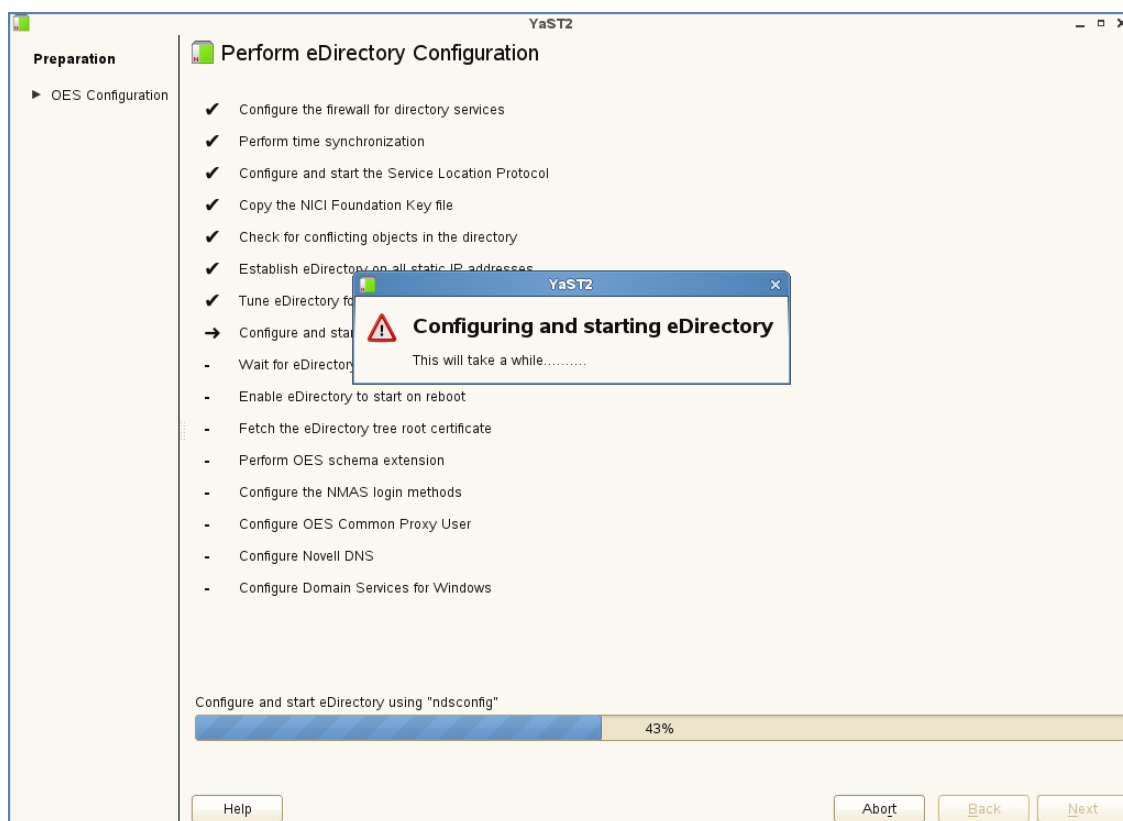 YaST2
Preparation
OES Configuration
Perform eDirectory Configuration
Configure the firewall for directory services
Perform time synchronization
Configure and start the Service Location Protocol
Copy the NICI Foundation Key file
Check for conflicting objects in the directory
Establish eDirectory on all static IP addresses
Tune eDirectory fo
Configure and sta
Wait for eDirectory
YaST2
Configuring and starting eDirectory
This will take a while..........
Enable eDirectory to start on reboot
Fetch the eDirectory tree root certificate
Perform OES schema extension
Configure the NMAS login methods
Configure OES Common Proxy User
Configure Novell DNS
Configure Domain Services for Windows
Configure and start eDirectory using "ndsconfig"
43%
Help
Abort
Back
Next